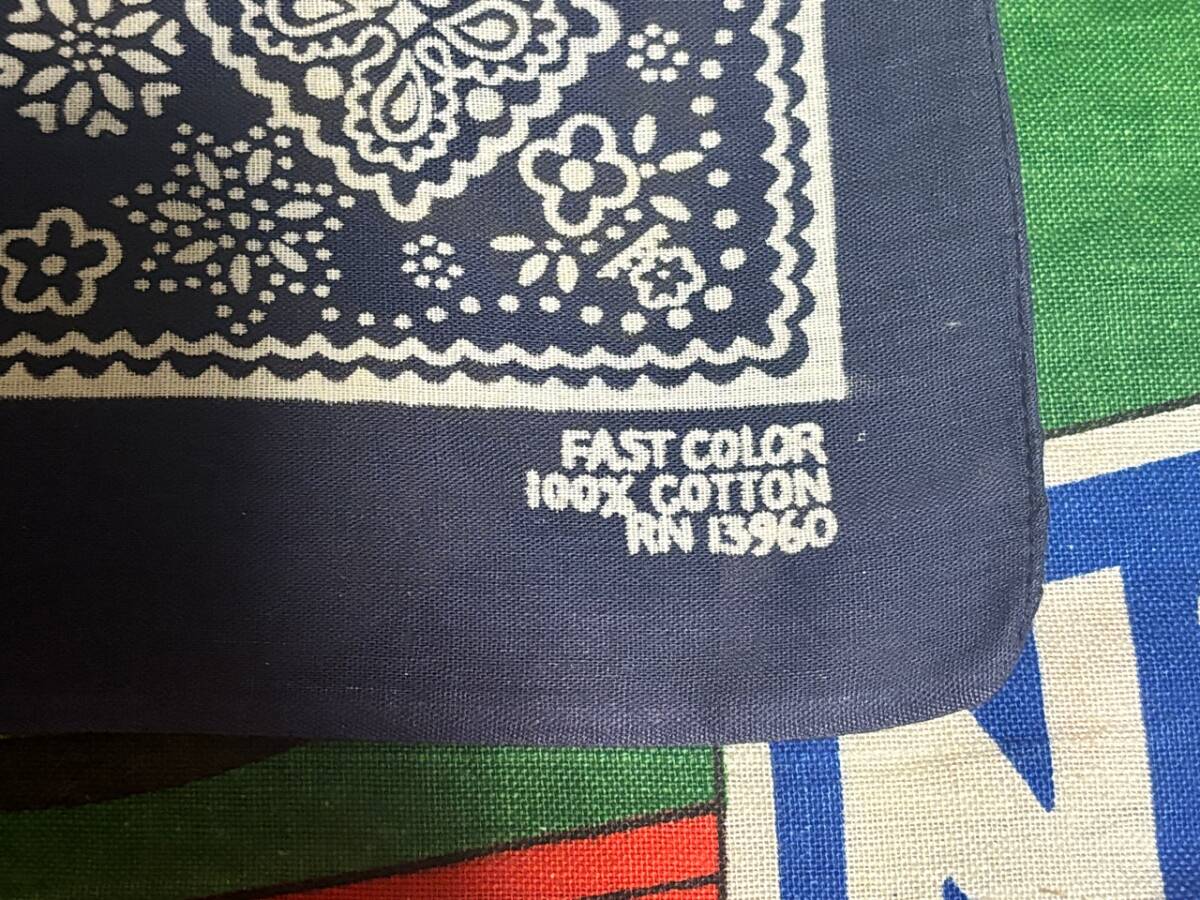 FAST COLOR
100% COTTON
RN 13960
N